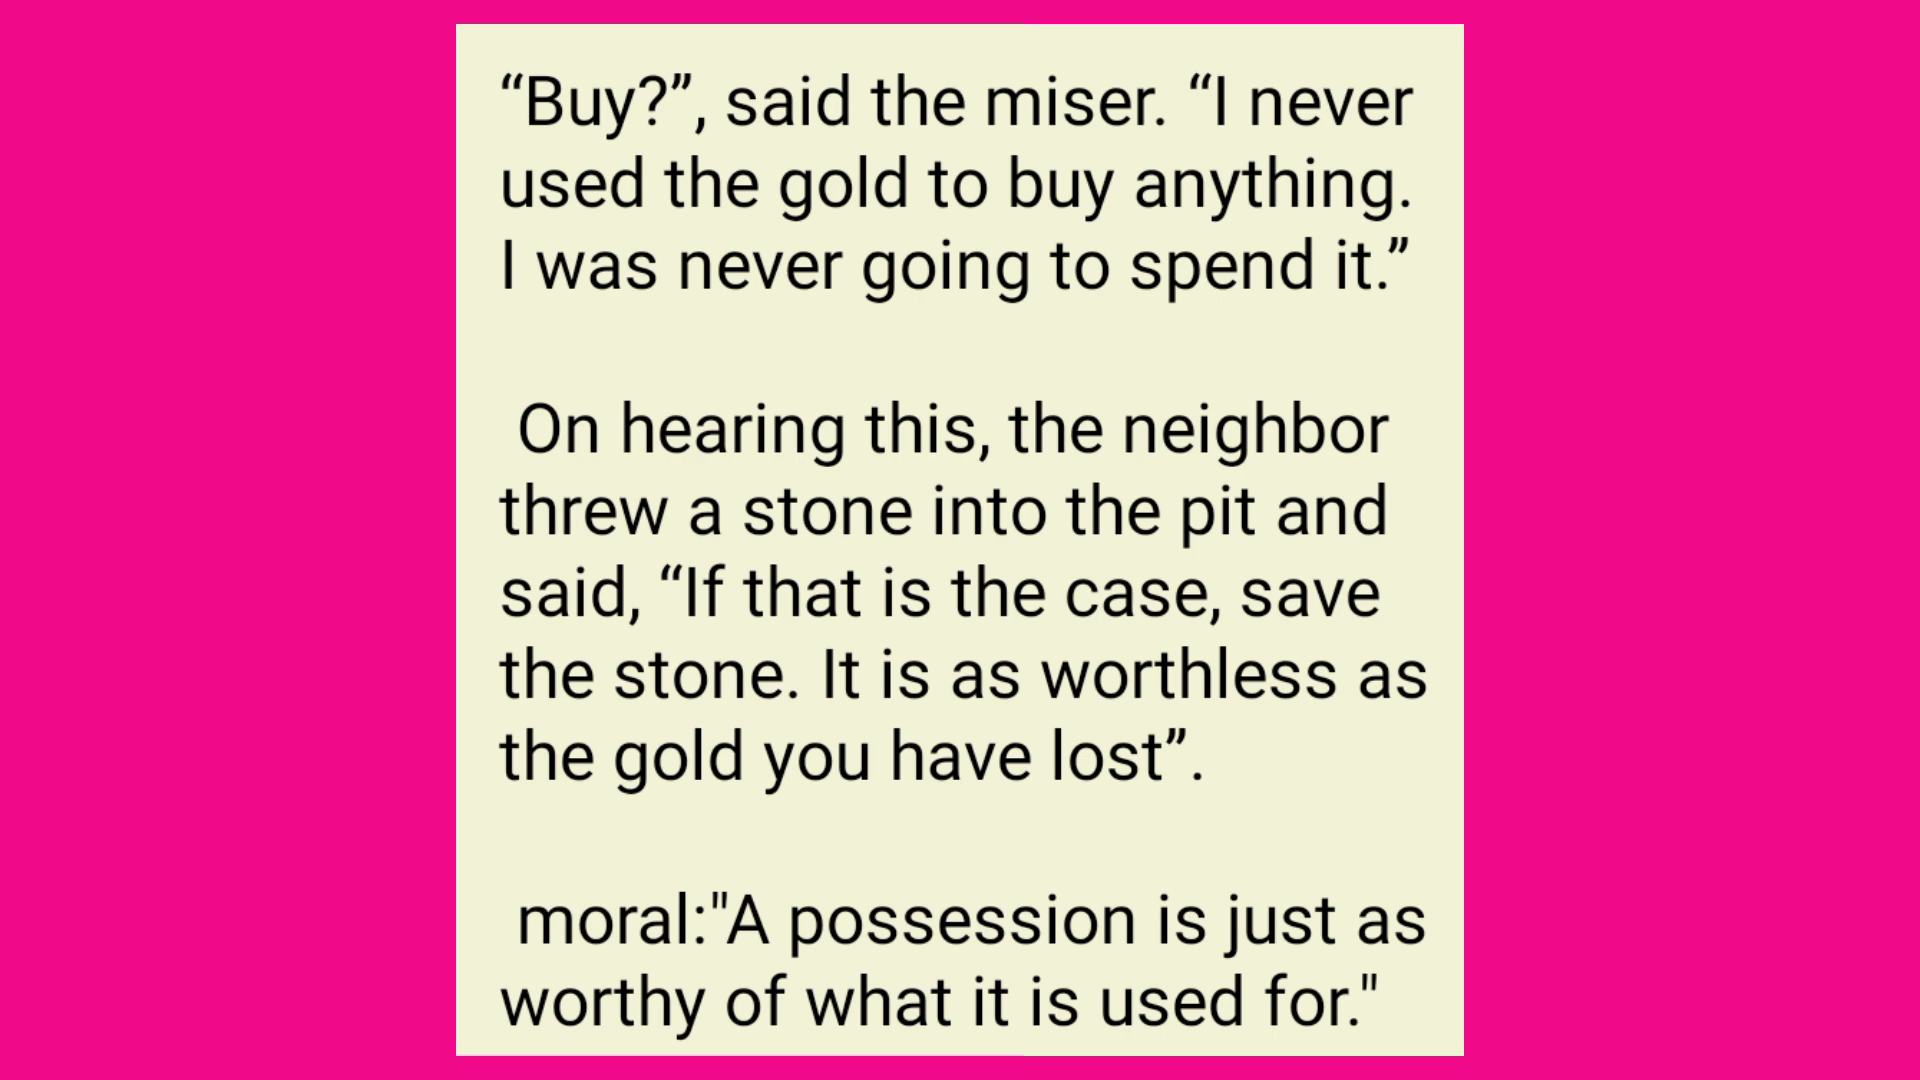 “Buy?”, said the miser. “I never
used the gold to buy anything.
I was never going to spend it.”
On hearing this, the neighbor
threw a stone into the pit and
said, “If that is the case, save
the stone. It is as worthless as
the gold you have lost”.
moral:"A possession is just as
worthy of what it is used for."